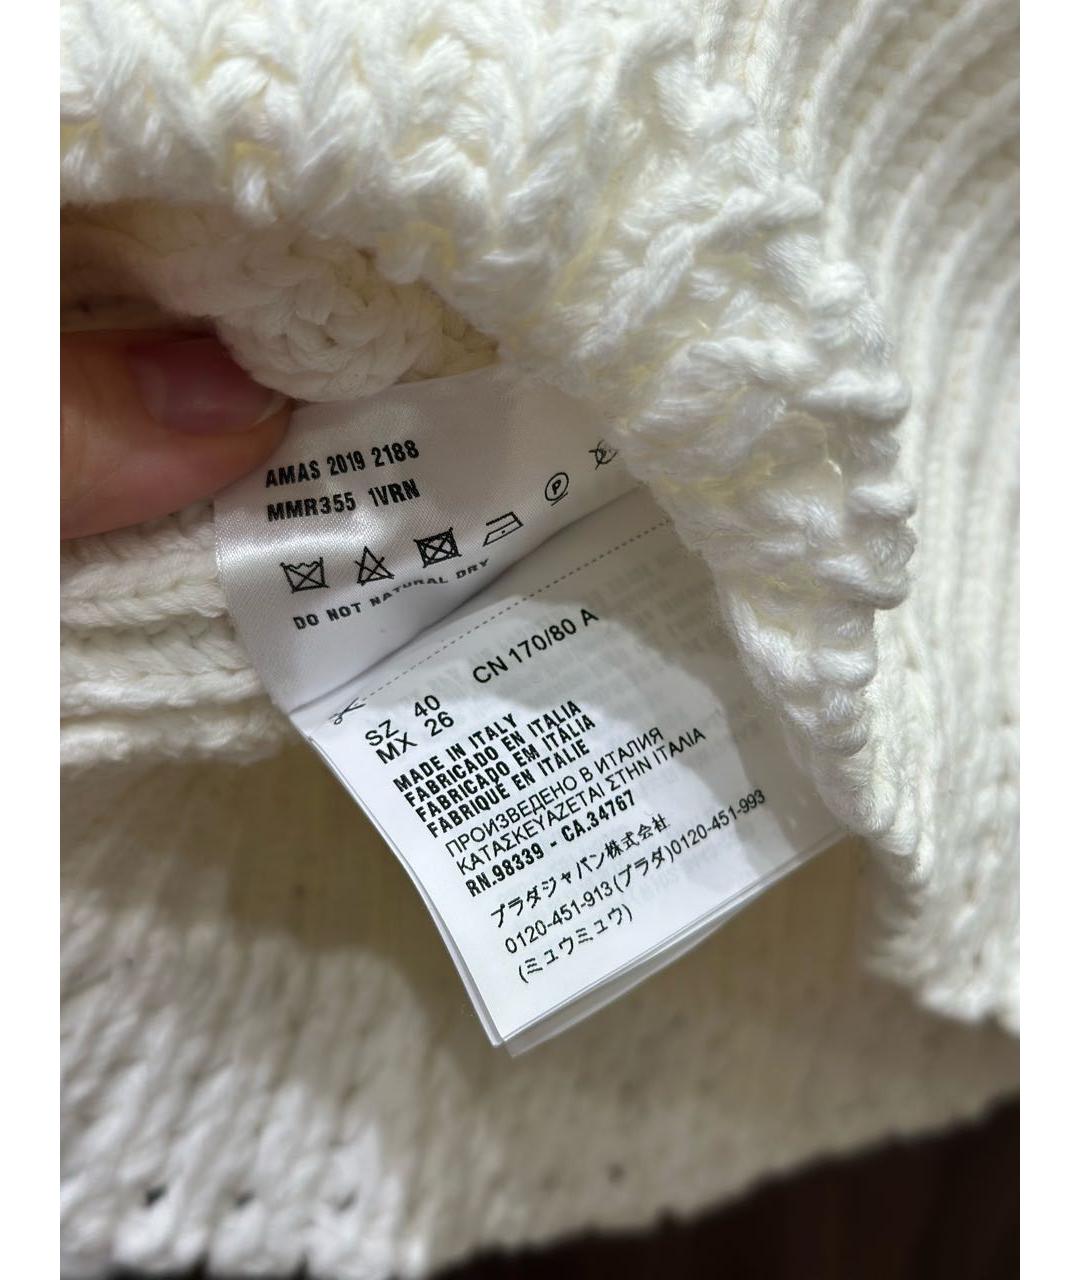 AMAS 2019 2188
MMR355 1VRN
DO NOT NATURAL DRY
CN 170/80 A
SZ 40
MX 26
MADE IN ITALY
FABRICADO EN ITALIA
FABRICADO EM ITÁLIA
FABRIQUÉ EN ITALIE
ПРОИЗВЕДЕНО В ИТАЛИЯ
ΚΑΤΑΣΚΕΥΑΖΕΤΑΙ ΣΤΗΝ ΙΤΑΛΙΑ
RN.98339 - CA.34767
プラダジャパン株式会社
0120-451-913(プラダ)0120-451-993
(ミュウミュウ)